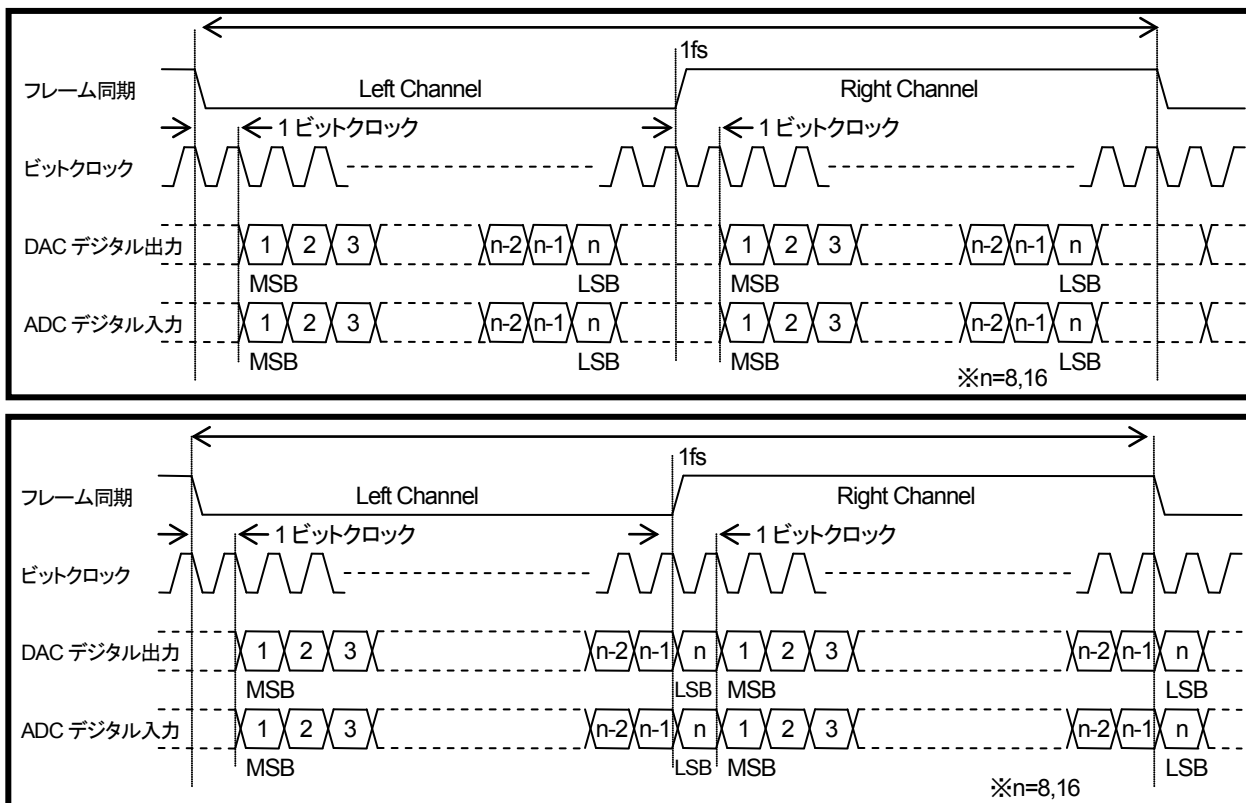 1fs
フレーム同期 Left Channel Right Channel
1 ビットクロック 1 ビットクロック
ビットクロック
DAC デジタル出力 1 2 3 n-2 n-1 n 1 2 3 n-2 n-1 n
MSB LSB MSB LSB
ADC デジタル入力 1 2 3 n-2 n-1 n 1 2 3 n-2 n-1 n
MSB LSB MSB LSB
※n=8,16
1fs
フレーム同期 Left Channel Right Channel
1 ビットクロック 1 ビットクロック
ビットクロック
DAC デジタル出力 1 2 3 n-2 n-1 n 1 2 3 n-2 n-1 n
MSB LSB MSB LSB
ADC デジタル入力 1 2 3 n-2 n-1 n 1 2 3 n-2 n-1 n
MSB LSB MSB LSB
※n=8,16